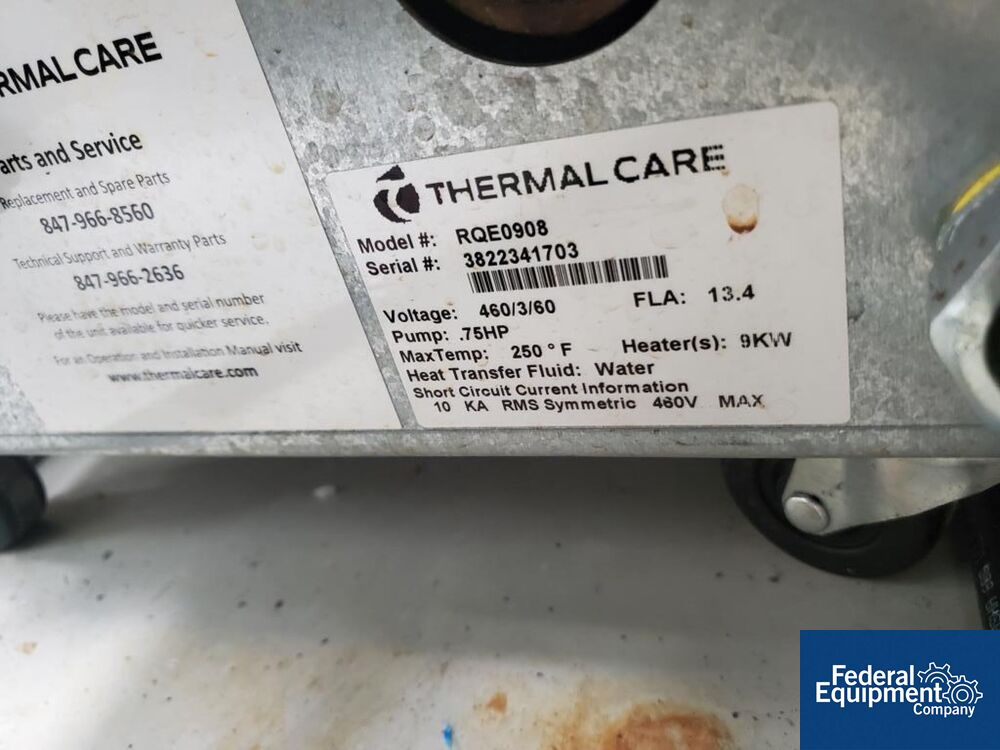 RMAL CARE
arts and Service
Replacement and Spare Parts
847-966-8560
Technical Support and Warranty Parts
847-966-2636
Please have the model and serial number
of the unit available for quicker service.
For an Operation and Installation Manual visit
www.thermalcare.com
THERMAL CARE
Model #: RQE0908
Serial #: 3822341703
Voltage: 460/3/60 FLA: 13.4
Pump: .75HP
MaxTemp: 250 ° F Heater(s): 9KW
Heat Transfer Fluid: Water
Short Circuit Current Information
10 KA RMS Symmetric 460V MAX
Federal
Equipment
Company